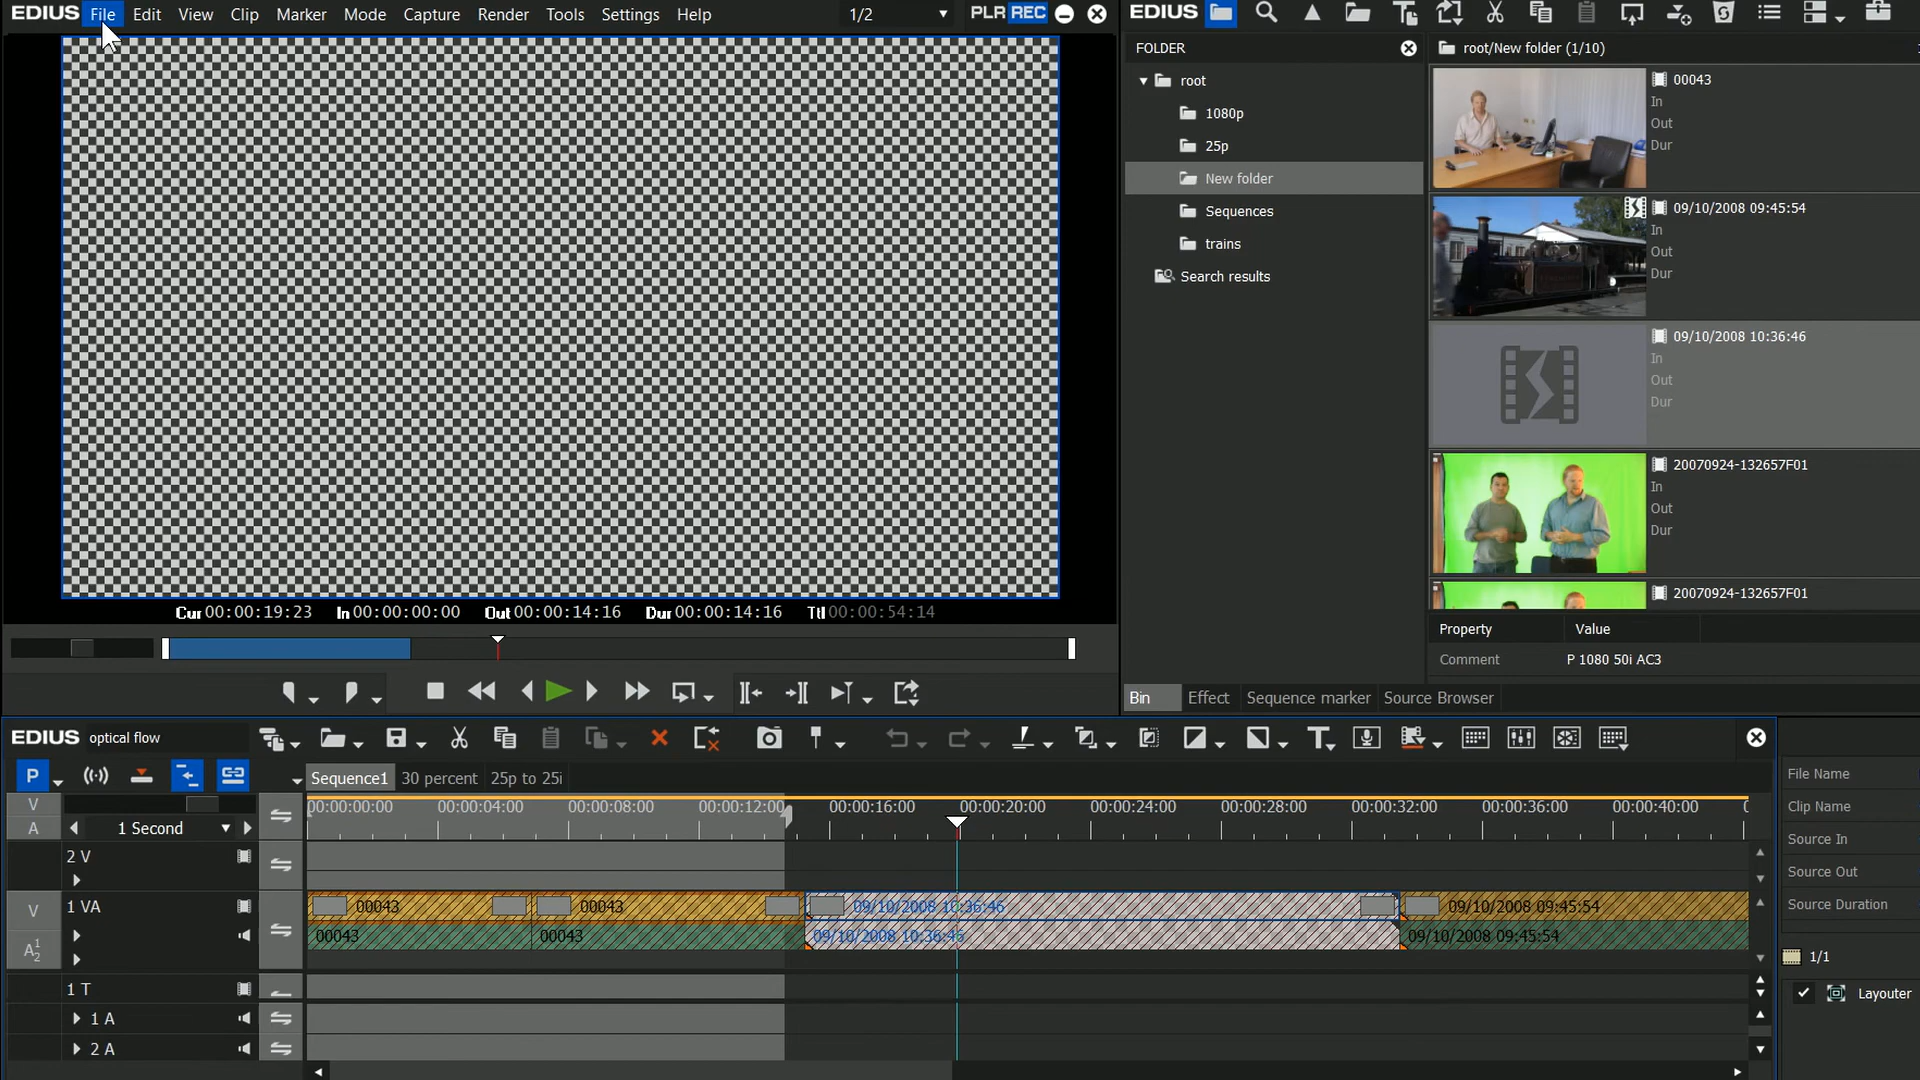 EDIUS File Edit View Clip Marker Mode Capture Render Tools Settings Help 1/2 PLR REC
Cur 00:00:19:23 In 00:00:00:00 Out 00:00:14:16 Dur 00:00:14:16 Ttl 00:00:54:14
EDIUS
FOLDER
root
1080p
25p
New folder
Sequences
trains
Search results
root/New folder (1/10)
00043
In
Out
Dur
09/10/2008 09:45:54
In
Out
Dur
09/10/2008 10:36:46
In
Out
Dur
20070924-132657F01
In
Out
Dur
20070924-132657F01
Property Value
Comment P 1080 50i AC3
Bin Effect Sequence marker Source Browser
EDIUS optical flow
P
Sequence1 30 percent 25p to 25i
V
A
1 Second
00:00:00:00 00:00:04:00 00:00:08:00 00:00:12:00 00:00:16:00 00:00:20:00 00:00:24:00 00:00:28:00 00:00:32:00 00:00:36:00 00:00:40:00
2 V
V 1 VA
00043 00043 09/10/2008 10:36:46 09/10/2008 09:45:54
A 1 2
00043 00043 09/10/2008 10:36:46 09/10/2008 09:45:54
1 T
1 A
2 A
File Name
Clip Name
Source In
Source Out
Source Duration
1/1
Layouter